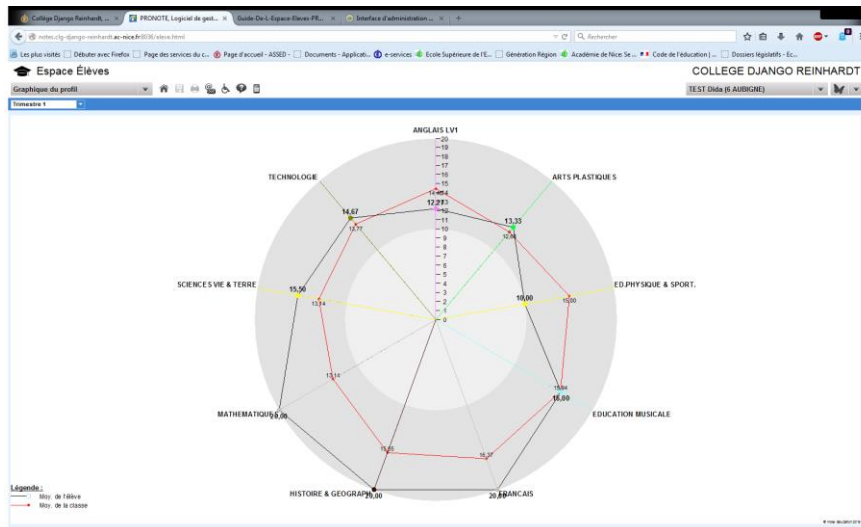 Collège Django Reinhardt, ... × PRONOTE, Logiciel de gest... × Guide-De-L-Espace-Eleves-PR... × Interface d'administration ... × +
notes.clg-django-reinhardt.ac-nice.fr:8036/eleve.html Rechercher
Les plus visités Débuter avec Firefox Page des services du c... Page d'accueil - ASSED - Documents - Applicati... e-services Ecole Supérieure de l'E... Génération Région Académie de Nice: Se ... Code de l'éducation | ... Dossiers législatifs - Ec...
Espace Élèves COLLEGE DJANGO REINHARDT
Graphique du profil TEST Dida (6 AUBIGNE)
Trimestre 1
ANGLAIS LV1
20
19
18
17
16
15
14
13
12
11
10
9
8
7
6
5
4
3
2
1
0
12,27
ARTS PLASTIQUES
13,33
ED.PHYSIQUE & SPORT.
10,00
15,00
EDUCATION MUSICALE
16,00
FRANCAIS
20,00
16,37
HISTOIRE & GEOGRAPH
20,00
MATHEMATIQUES
20,00
13,14
SCIENCES VIE & TERRE
15,50
13,14
TECHNOLOGIE
14,67
13,77
Légende :
Moy. de l'élève
Moy. de la classe